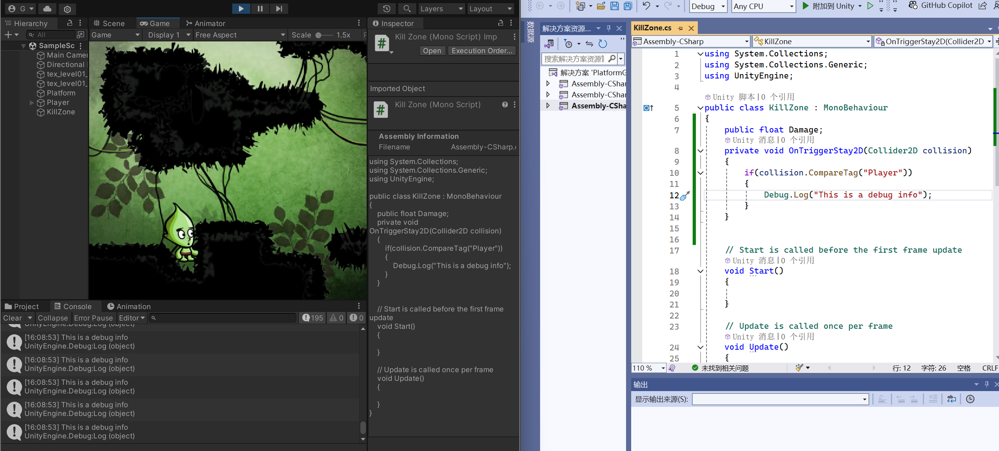 G
Layers
Layout
Hierarchy
All
SampleSc
Main Camer
Directional
tex_level01_
tex_level01_
Platform
Player
KillZone
Scene
Game
Animator
Game
Display 1
Free Aspect
Scale
1.5x
Inspector
Kill Zone (Mono Script) Imp
Open
Execution Order...
Imported Object
Kill Zone (Mono Script)
Assembly Information
Filename Assembly-CSharp.
using System.Collections;
using System.Collections.Generic;
using UnityEngine;
public class KillZone : MonoBehaviour
{
public float Damage;
private void
OnTriggerStay2D(Collider2D collision)
{
if(collision.CompareTag("Player"))
{
Debug.Log("This is a debug info");
}
}
// Start is called before the first frame
update
void Start()
{
}
// Update is called once per frame
void Update()
{
}
}
Project
Console
Animation
Clear
Collapse
Error Pause
Editor
195
0
0
UnityEngine.Debug:Log (object)
[16:08:53] This is a debug info
UnityEngine.Debug:Log (object)
[16:08:53] This is a debug info
UnityEngine.Debug:Log (object)
[16:08:53] This is a debug info
UnityEngine.Debug:Log (object)
[16:08:53] This is a debug info
UnityEngine.Debug:Log (object)
[16:08:53] This is a debug info
UnityEngine.Debug:Log (object)
Debug
Any CPU
附加到 Unity
GitHub Copilot
数据源
解决方案资源...
搜索解决方案资源管
解决方案 'PlatformG
Assembly-CShar
Assembly-CShar
Assembly-CSha
KillZone.cs
Assembly-CSharp
KillZone
OnTriggerStay2D(Collider2D
1 using System.Collections;
2 using System.Collections.Generic;
3 using UnityEngine;
4
Unity 脚本|0 个引用
5 public class KillZone : MonoBehaviour
6 {
7 public float Damage;
Unity 消息|0 个引用
8 private void OnTriggerStay2D(Collider2D collision)
9 {
10 if(collision.CompareTag("Player"))
11 {
12 Debug.Log("This is a debug info");
13 }
14 }
15
16
17 // Start is called before the first frame update
Unity 消息|0 个引用
18 void Start()
19 {
20
21 }
22
23 // Update is called once per frame
Unity 消息|0 个引用
24 void Update()
25 {
110 %
未找到相关问题
行: 12
字符: 26
空格
CRLF
输出
显示输出来源(S):